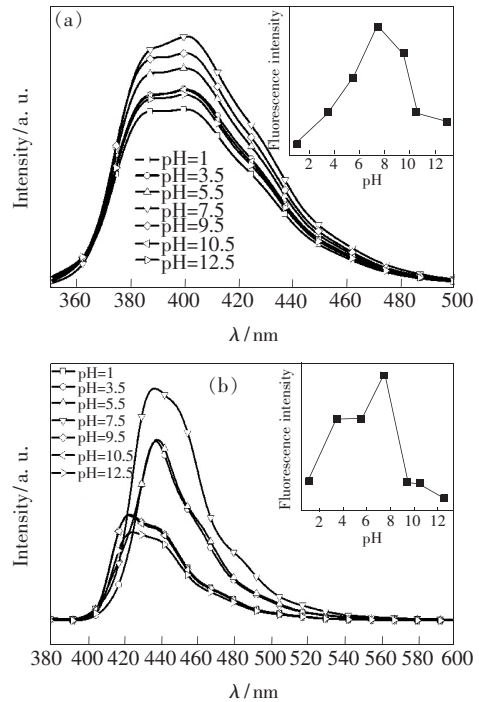 (a)
Intensity/a. u.
pH=1
pH=3.5
pH=5.5
pH=7.5
pH=9.5
pH=10.5
pH=12.5
360 380 400 420 440 460 480 500
λ/nm
Fluorescence intensity
0 2 4 6 8 10 12
pH
(b)
Intensity/a. u.
pH=1
pH=3.5
pH=5.5
pH=7.5
pH=9.5
pH=10.5
pH=12.5
380 400 420 440 460 480 500 520 540 560 580 600
λ/nm
Fluorescence intensity
2 4 6 8 10 12
pH